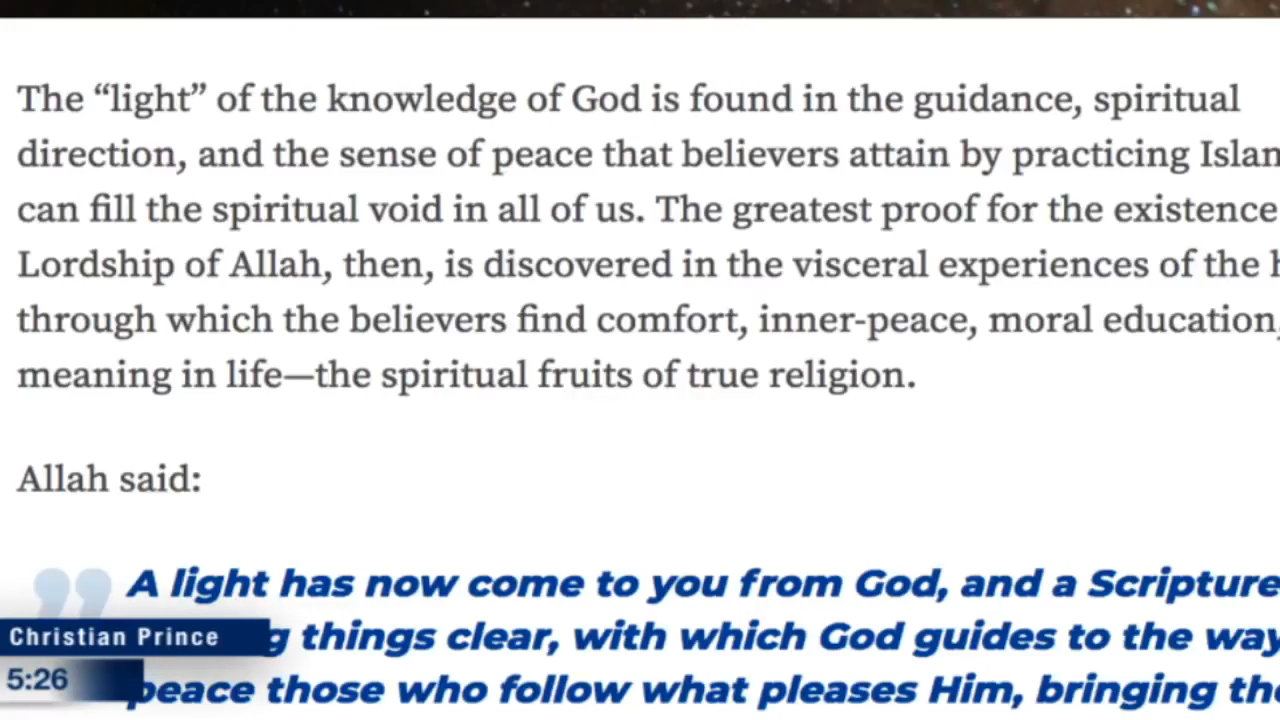 The “light” of the knowledge of God is found in the guidance, spiritual
direction, and the sense of peace that believers attain by practicing
can fill the spiritual void in all of us. The greatest proof for the existence
Lordship of Allah, then, is discovered in the visceral experiences of the
through which the believers find comfort, inner-peace, moral education,
meaning in life—the spiritual fruits of true religion.
Allah said:
A light has now come to you from God, and a Scripture
things clear, with which God guides to the way
peace those who follow what pleases Him, bringing
Christian Prince
5:26